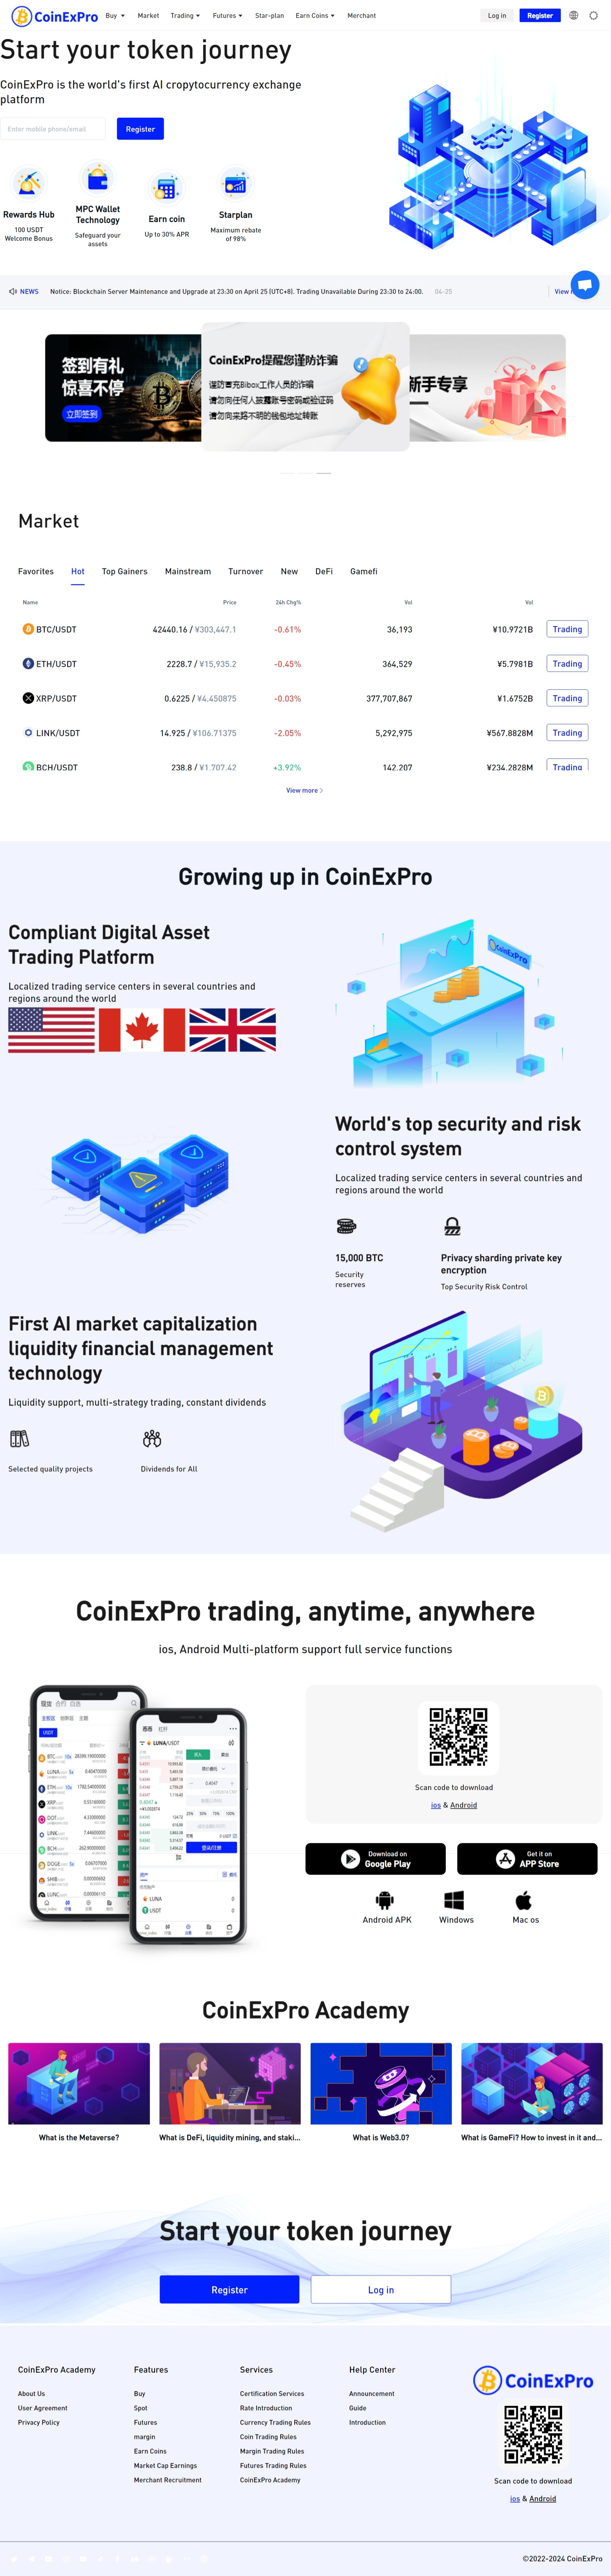 CoinExPro Buy Market Trading Futures Star-plan Earn Coins Merchant Log in Register
Start your token journey
CoinExPro is the world's first AI cropytocurrency exchange
platform
Enter mobile phone/email Register
Rewards Hub
100 USDT
Welcome Bonus
MPC Wallet
Technology
Safeguard your
assets
Earn coin
Up to 30% APR
Starplan
Maximum rebate
of 98%
NEWS Notice: Blockchain Server Maintenance and Upgrade at 23:30 on April 25 (UTC+8). Trading Unavailable During 23:30 to 24:00. 04-25 View
签到有礼
惊喜不停
立即签到
CoinExPro提醒您谨防诈骗
谨防冒充Bibox工作人员的诈骗
请勿向任何人披露账号密码或验证码
请勿向来路不明的钱包地址转账
新手专享
Market
Favorites Hot Top Gainers Mainstream Turnover New DeFi Gamefi
Name Price 24h Chg% Vol Vol
BTC/USDT 42440.16 / ¥303,447.1 -0.61% 36,193 ¥10.9721B Trading
ETH/USDT 2228.7 / ¥15,935.2 -0.45% 364,529 ¥5.7981B Trading
XRP/USDT 0.6225 / ¥4.450875 -0.03% 377,707,867 ¥1.6752B Trading
LINK/USDT 14.925 / ¥106.71375 -2.05% 5,292,975 ¥567.8828M Trading
BCH/USDT 238.8 / ¥1,707.42 +3.92% 142,207 ¥234.2828M Trading
View more
Growing up in CoinExPro
Compliant Digital Asset
Trading Platform
Localized trading service centers in several countries and
regions around the world
CoinExPro
World's top security and risk
control system
Localized trading service centers in several countries and
regions around the world
15,000 BTC
Security
reserves
Privacy sharding private key
encryption
Top Security Risk Control
First AI market capitalization
liquidity financial management
technology
Liquidity support, multi-strategy trading, constant dividends
Selected quality projects
Dividends for All
CoinExPro trading, anytime, anywhere
ios, Android Multi-platform support full service functions
USDT
LUNA/USDT
Scan code to download
ios & Android
Download on
Google Play
Get it on
APP Store
Android APK Windows Mac os
CoinExPro Academy
What is the Metaverse?
What is DeFi, liquidity mining, and staki...
What is Web3.0?
What is GameFi? How to invest in it and...
Start your token journey
Register Log in
CoinExPro Academy
About Us
User Agreement
Privacy Policy
Features
Buy
Spot
Futures
margin
Earn Coins
Market Cap Earnings
Merchant Recruitment
Services
Certification Services
Rate Introduction
Currency Trading Rules
Coin Trading Rules
Margin Trading Rules
Futures Trading Rules
CoinExPro Academy
Help Center
Announcement
Guide
Introduction
CoinExPro
Scan code to download
ios & Android
©2022-2024 CoinExPro